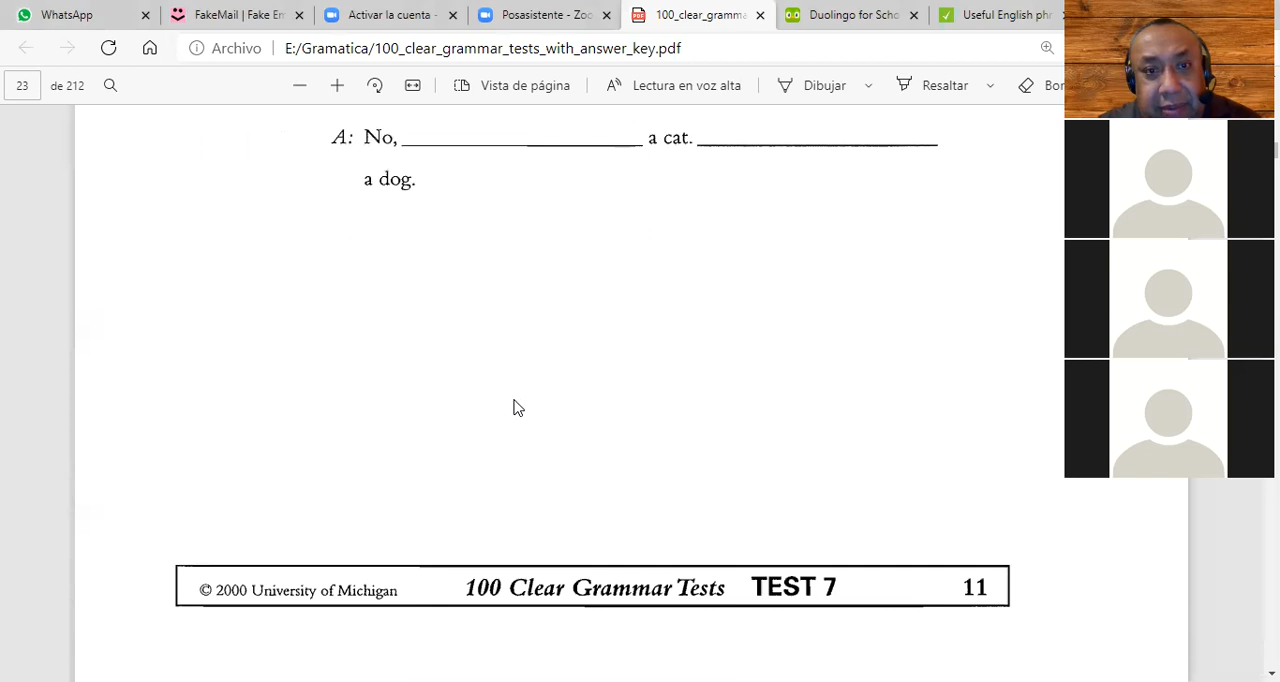 WhatsApp
FakeMail | Fake Em
Activar la cuenta -
Posasistente - Zoo
100_clear_gramma
Duolingo for Scho
Useful English phr
Archivo
E:/Gramatica/100_clear_grammar_tests_with_answer_key.pdf
23 de 212
Vista de página
Lectura en voz alta
Dibujar
Resaltar
Bor
A: No, a cat.
a dog.
© 2000 University of Michigan 100 Clear Grammar Tests TEST 7 11